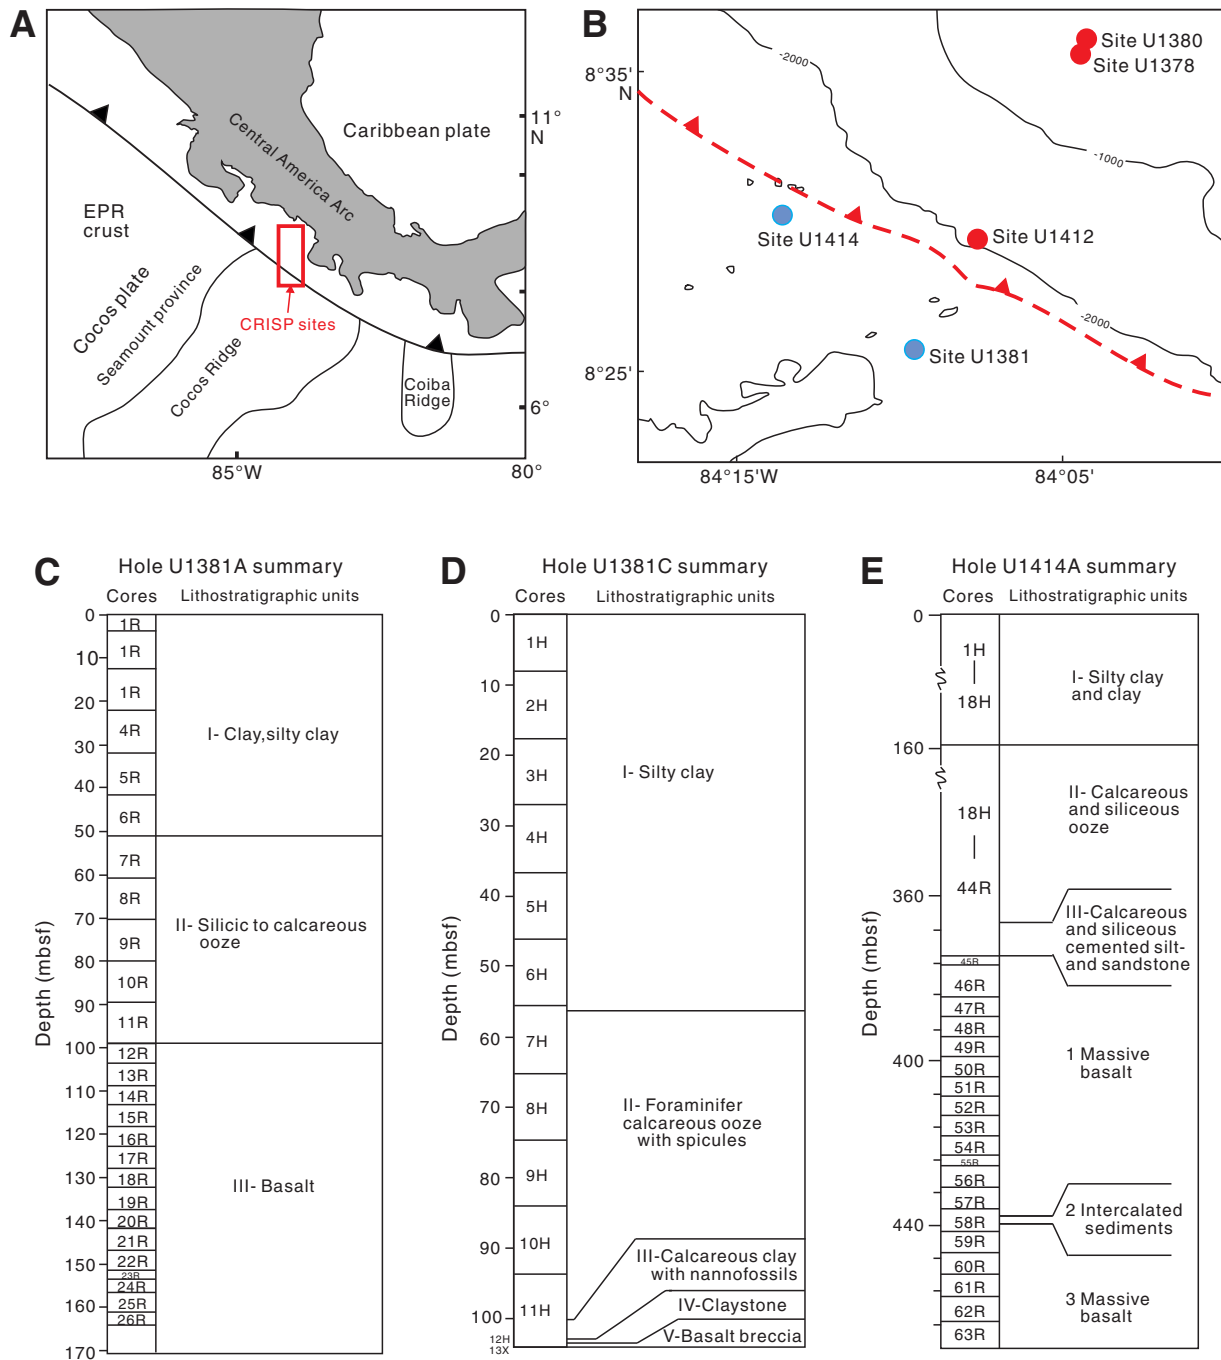 A
Caribbean plate
Central America Arc
11°
N
EPR
crust
Cocos plate
Seamount province
Cocos Ridge
CRISP sites
Coiba
Ridge
6°
85°W
80°
B
-2000
Site U1380
Site U1378
8°35'
N
-1000
Site U1414
Site U1412
-2000
Site U1381
8°25'
84°15'W
84°05'
C
Hole U1381A summary
Cores
Lithostratigraphic units
Depth (mbsf)
0
10
20
30
40
50
60
70
80
90
100
110
120
130
140
150
160
170
1R
1R
1R
4R
5R
6R
7R
8R
9R
10R
11R
12R
13R
14R
15R
16R
17R
18R
19R
20R
21R
22R
23R
24R
25R
26R
I- Clay,silty clay
II- Silicic to calcareous
ooze
III- Basalt
D
Hole U1381C summary
Cores
Lithostratigraphic units
Depth (mbsf)
0
10
20
30
40
50
60
70
80
90
100
1H
2H
3H
4H
5H
6H
7H
8H
9H
10H
11H
12H
13X
I- Silty clay
II- Foraminifer
calcareous ooze
with spicules
III-Calcareous clay
with nannofossils
IV-Claystone
V-Basalt breccia
E
Hole U1414A summary
Cores
Lithostratigraphic units
Depth (mbsf)
0
160
360
400
440
1H
18H
18H
44R
45R
46R
47R
48R
49R
50R
51R
52R
53R
54R
55R
56R
57R
58R
59R
60R
61R
62R
63R
I- Silty clay
and clay
II- Calcareous
and siliceous
ooze
III-Calcareous
and siliceous
cemented silt-
and sandstone
1 Massive
basalt
2 Intercalated
sediments
3 Massive
basalt